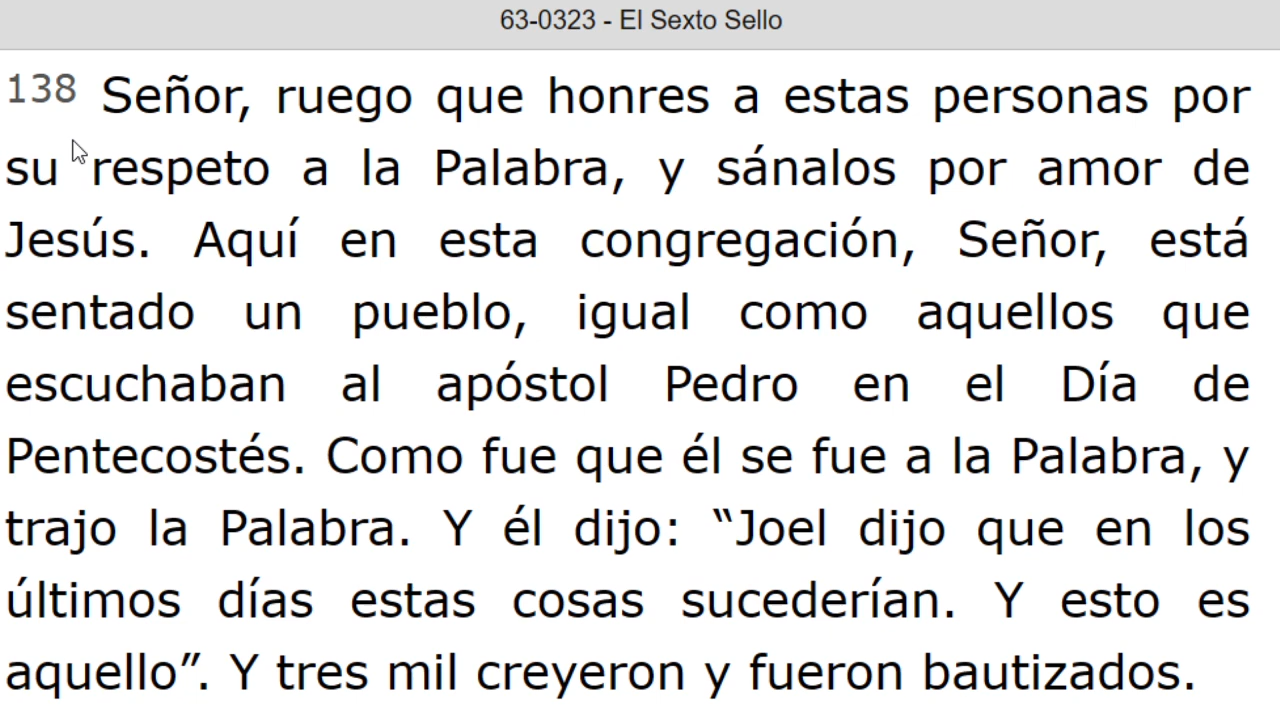 63-0323 - El Sexto Sello
138 Señor, ruego que honres a estas personas por
su respeto a la Palabra, y sánalos por amor de
Jesús. Aquí en esta congregación, Señor, está
sentado un pueblo, igual como aquellos que
escuchaban al apóstol Pedro en el Día de
Pentecostés. Como fue que él se fue a la Palabra, y
trajo la Palabra. Y él dijo: “Joel dijo que en los
últimos días estas cosas sucederían. Y esto es
aquello”. Y tres mil creyeron y fueron bautizados.